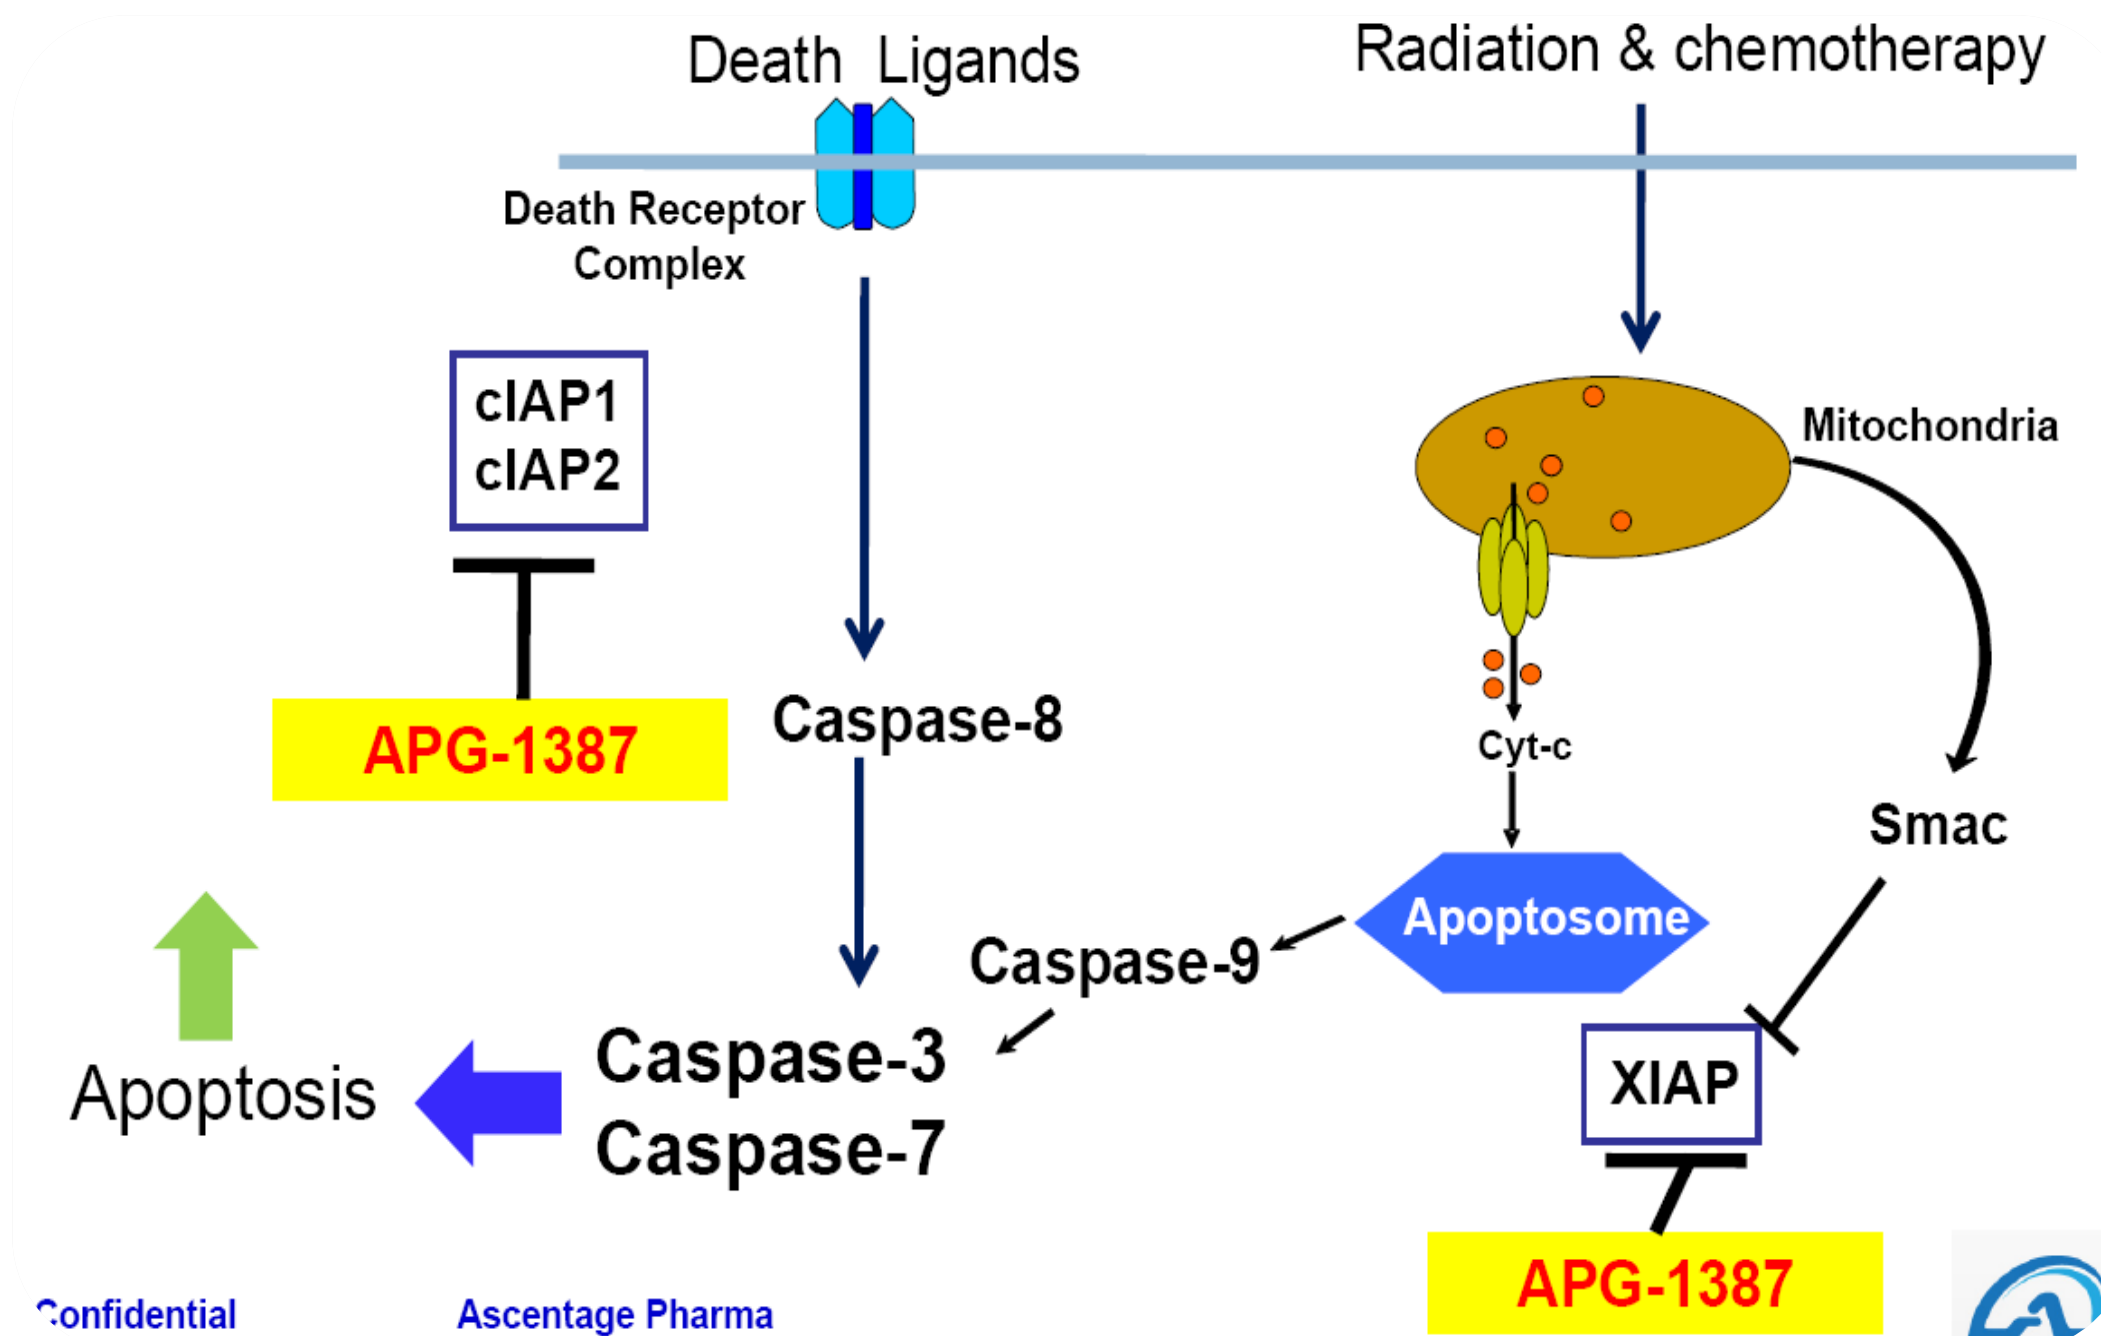 Death Ligands
Radiation & chemotherapy
Death Receptor
Complex
cIAP1
cIAP2
Mitochondria
APG-1387
Caspase-8
Cyt-c
Smac
Apoptosome
Caspase-9
Caspase-3
Caspase-7
Apoptosis
XIAP
APG-1387
Confidential
Ascentage Pharma